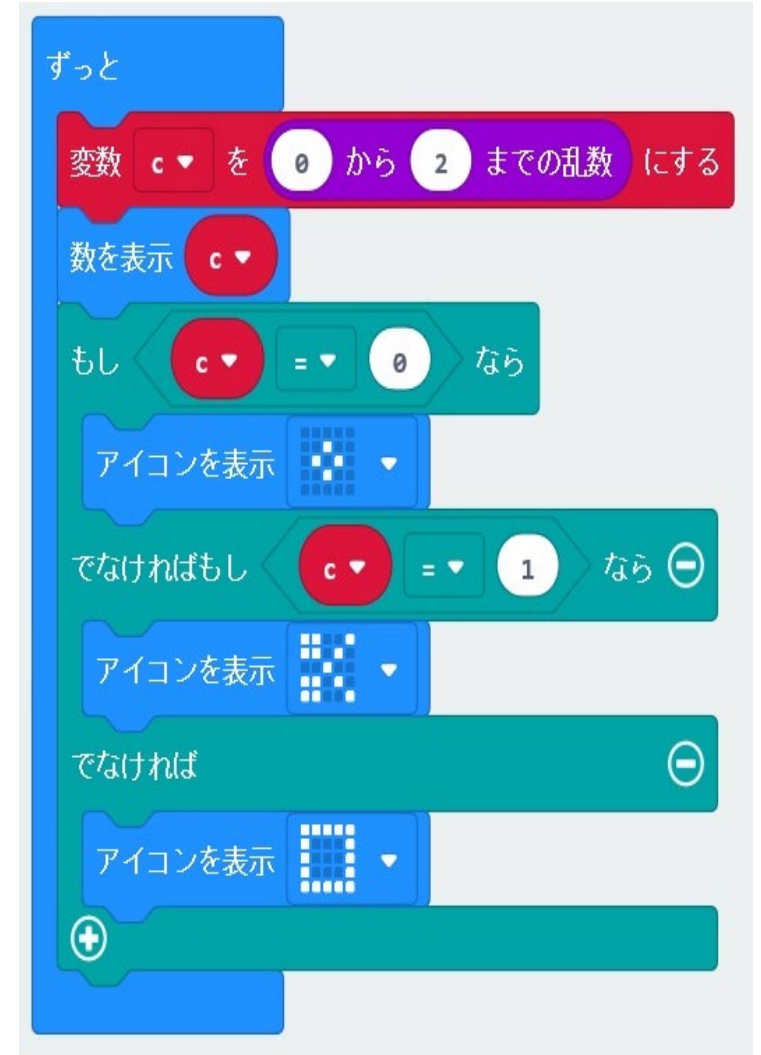 ずっと
変数 c を 0 から 2 までの乱数 にする
数を表示 c
もし c = 0 なら
アイコンを表示
でなければもし c = 1 なら
アイコンを表示
でなければ
アイコンを表示